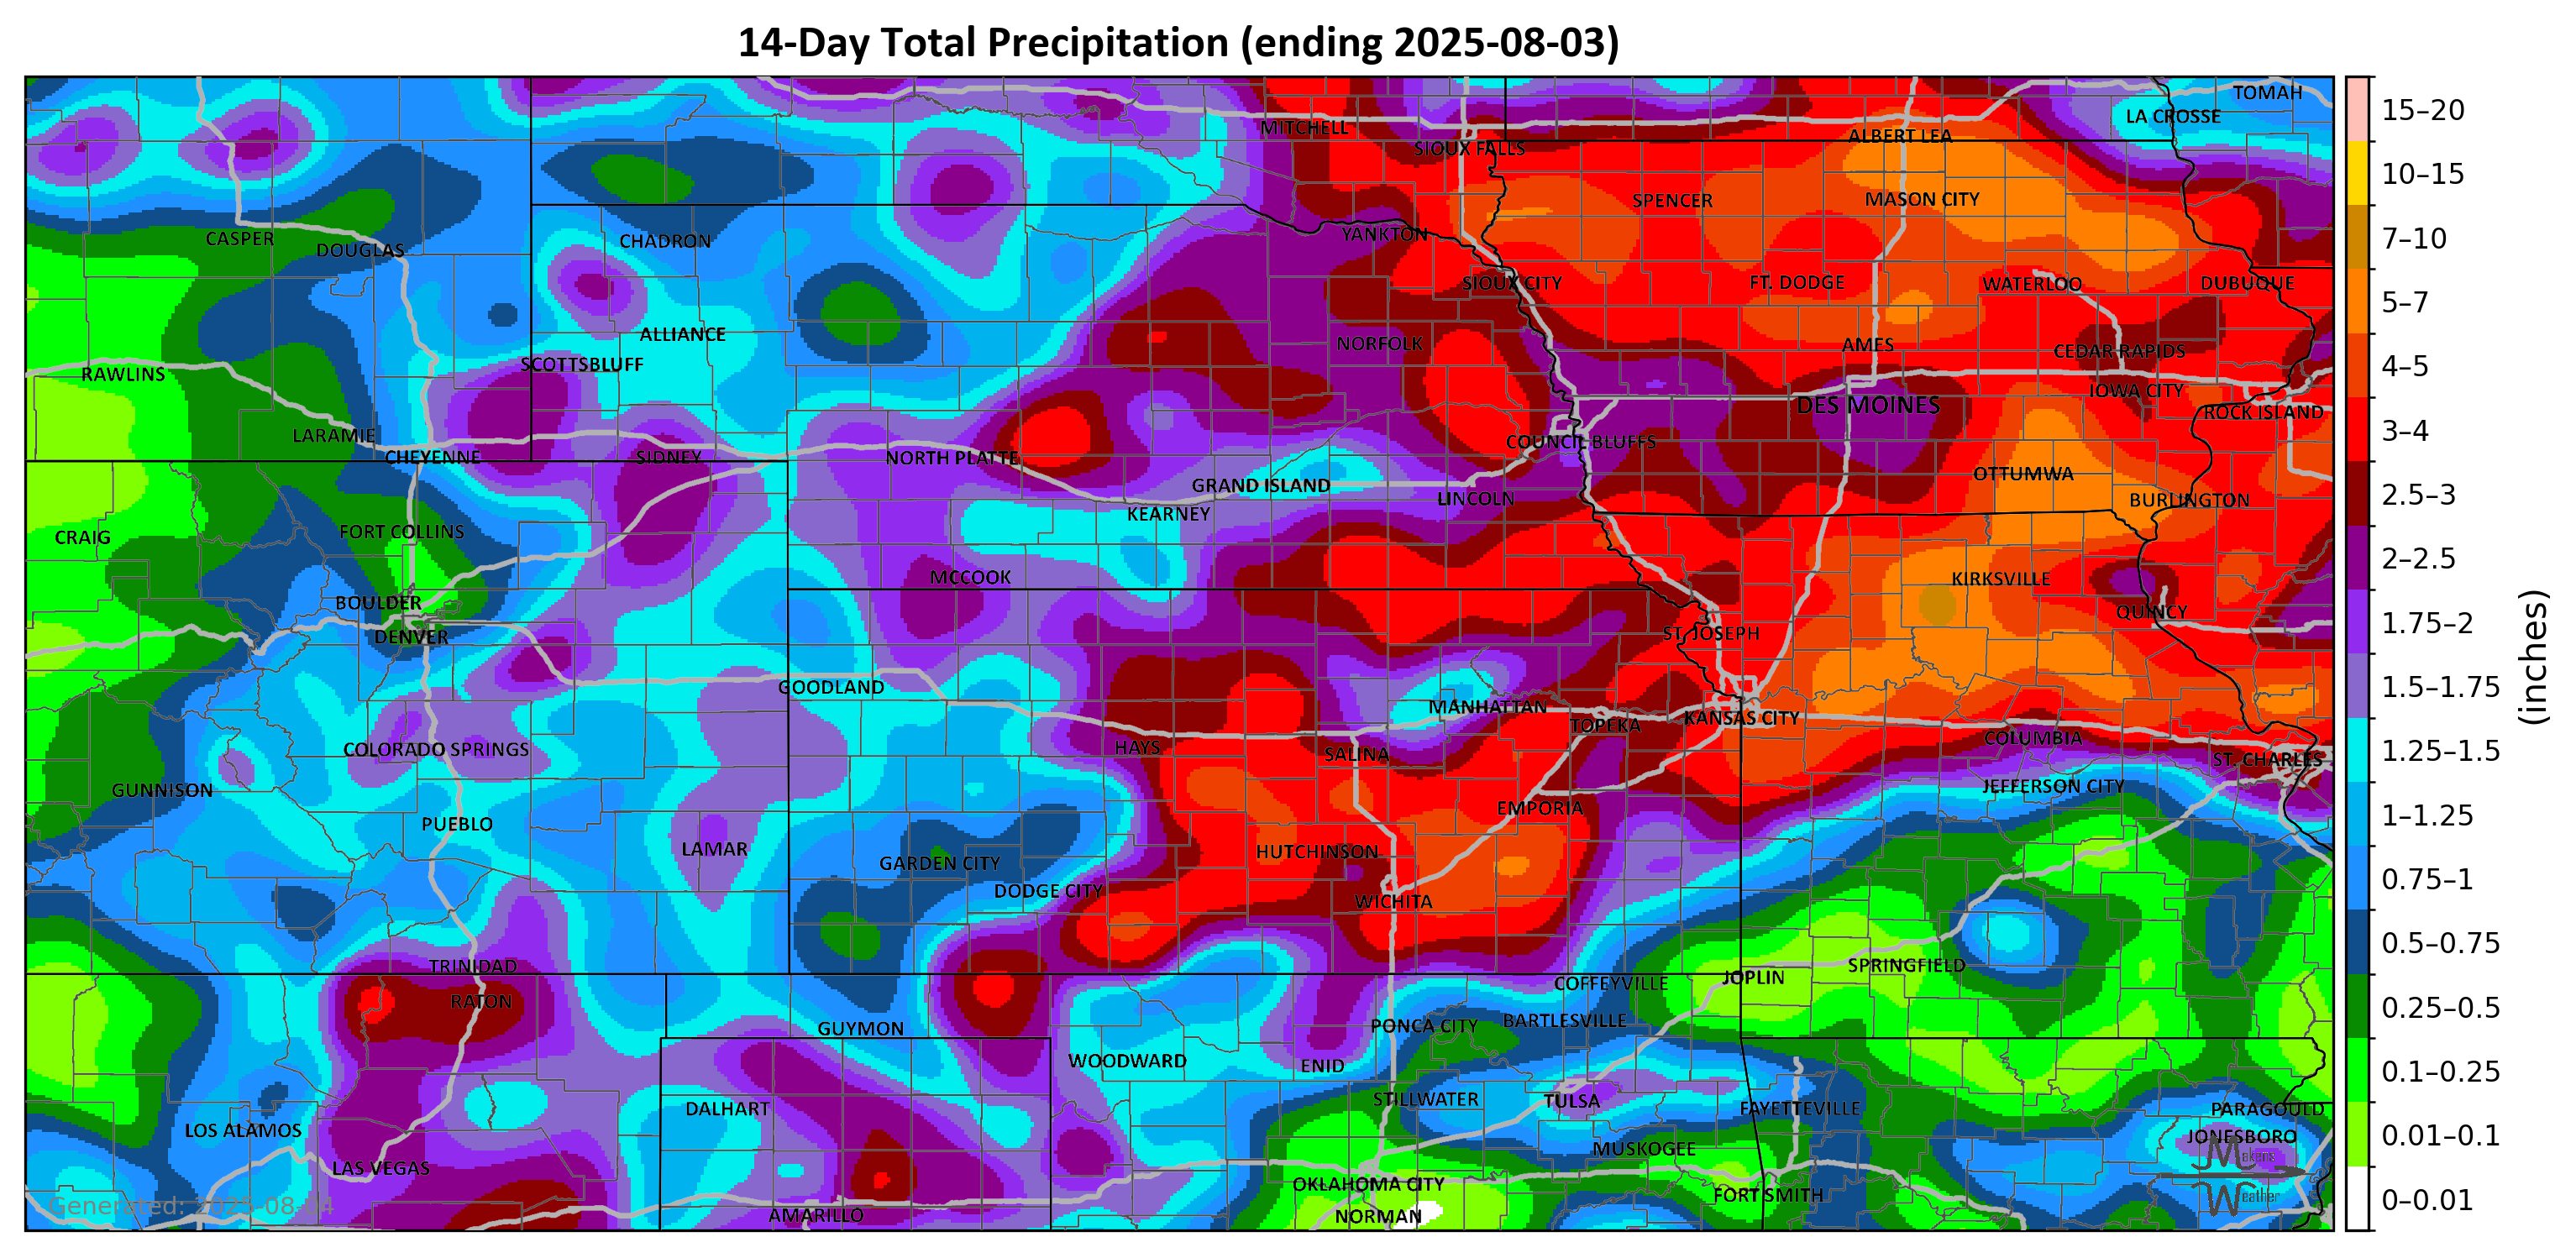 14-Day Total Precipitation (ending 2025-08-03)
TOMAH
LA CROSSE
MITCHELL
ALBERT LEA
SIOUX FALLS
SPENCER
MASON CITY
YANKTON
CASPER
DOUGLAS
CHADRON
SIOUX CITY
FT. DODGE
WATERLOO
DUBUQUE
ALLIANCE
NORFOLK
AMES
CEDAR RAPIDS
SCOTTSBLUFF
RAWLINS
IOWA CITY
DES MOINES
ROCK ISLAND
LARAMIE
COUNCIL BLUFFS
CHEYENNE
SIDNEY
NORTH PLATTE
OTTUMWA
GRAND ISLAND
LINCOLN
BURLINGTON
KEARNEY
CRAIG
FORT COLLINS
MCCOOK
KIRKSVILLE
BOULDER
QUINCY
DENVER
ST. JOSEPH
GOODLAND
MANHATTAN
KANSAS CITY
TOPEKA
COLUMBIA
COLORADO SPRINGS
HAYS
SALINA
ST. CHARLES
GUNNISON
JEFFERSON CITY
EMPORIA
PUEBLO
LAMAR
HUTCHINSON
GARDEN CITY
DODGE CITY
WICHITA
TRINIDAD
SPRINGFIELD
JOPLIN
COFFEYVILLE
RATON
GUYMON
PONCA CITY
BARTLESVILLE
WOODWARD
ENID
STILLWATER
TULSA
DALHART
FAYETTEVILLE
PARAGOULD
LOS ALAMOS
JONESBORO
MUSKOGEE
LAS VEGAS
OKLAHOMA CITY
FORT SMITH
AMARILLO
NORMAN
Generated: 2025-08-04
Makens
Weather
15–20
10–15
7–10
5–7
4–5
3–4
2.5–3
2–2.5
1.75–2
1.5–1.75
1.25–1.5
1–1.25
0.75–1
0.5–0.75
0.25–0.5
0.1–0.25
0.01–0.1
0–0.01
(inches)